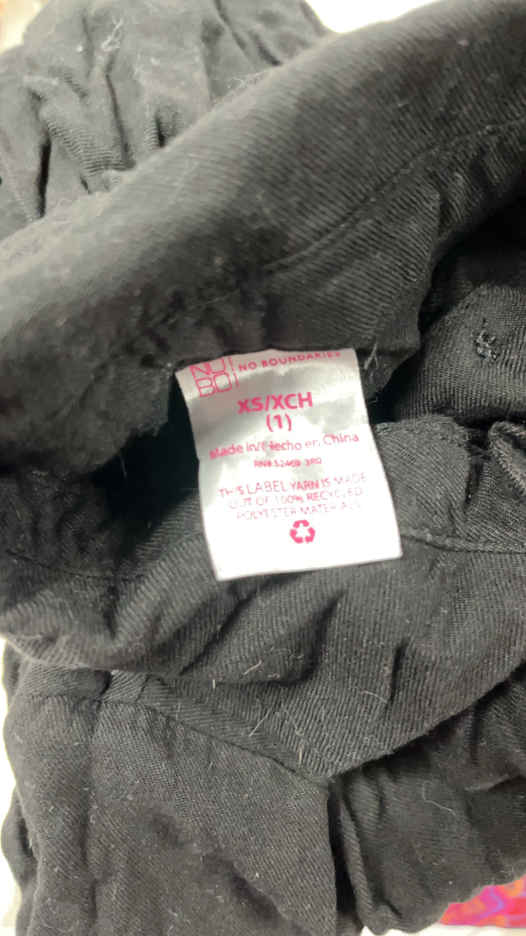 NO
BO
NO BOUNDARIES
XS/XCH
(1)
Made in/Hecho en China
THIS LABEL YARN IS MADE
OUT OF 100% RECYCLED
POLYESTER MATERIALS